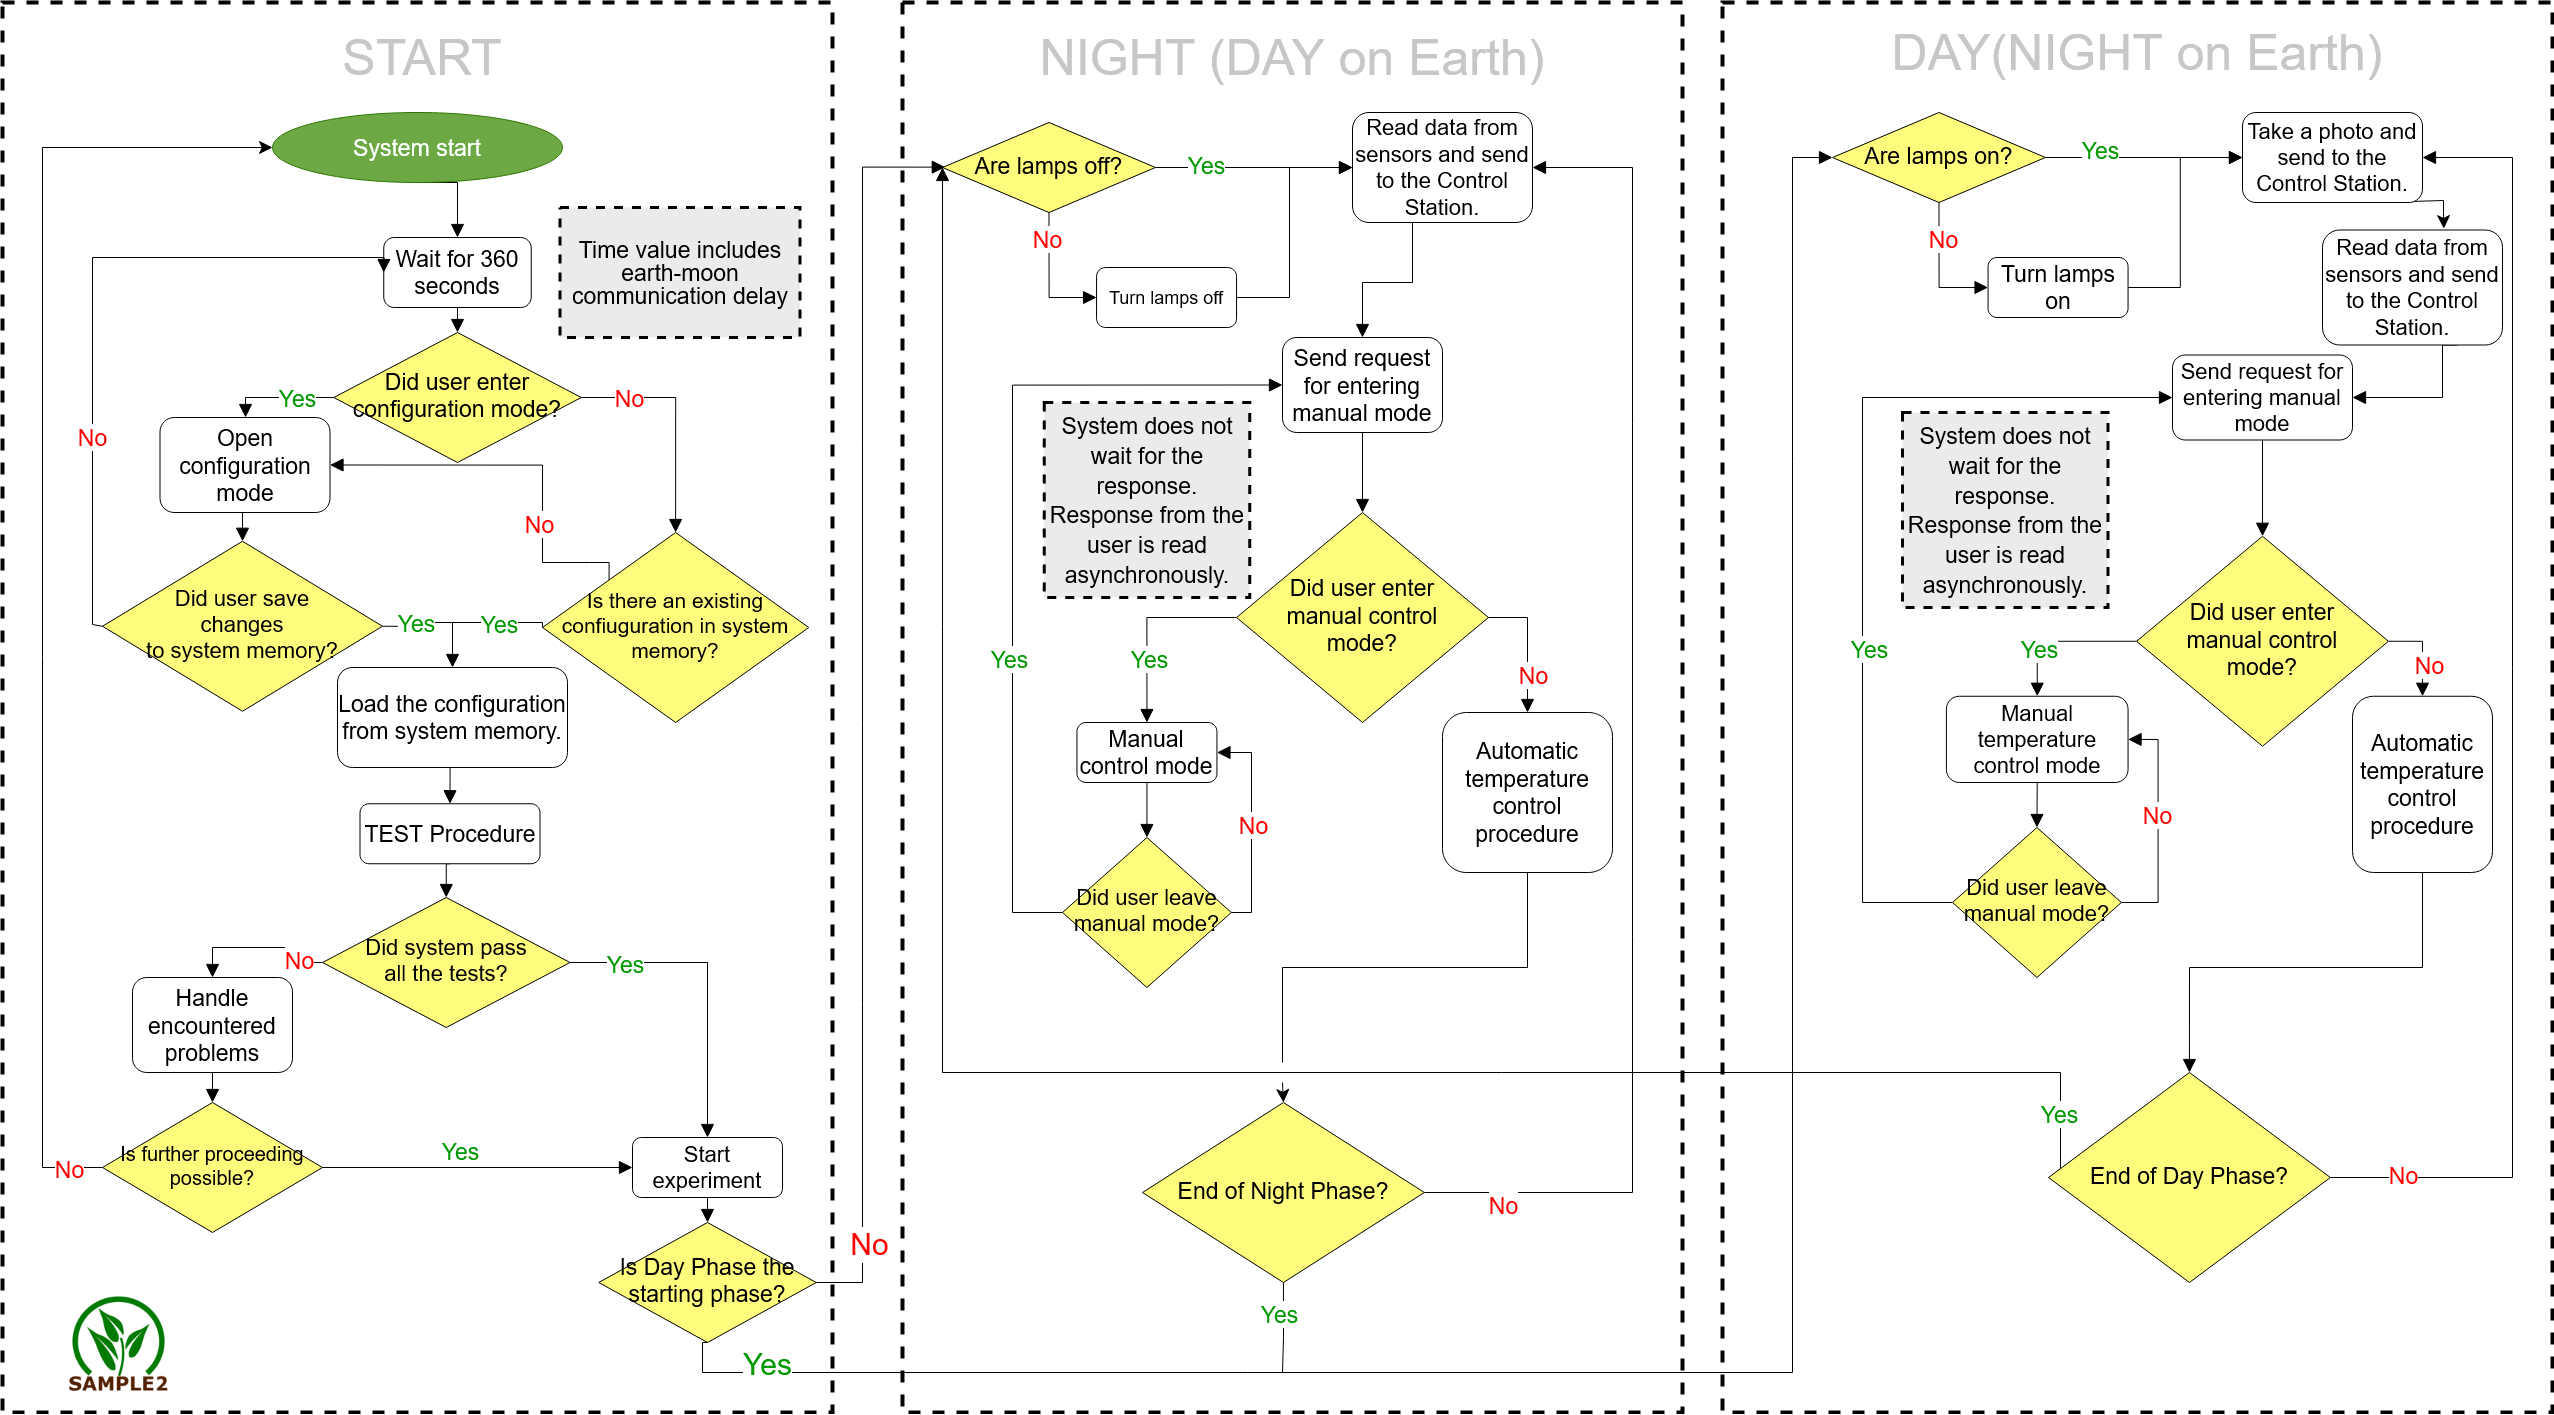 START
System start
Wait for 360
seconds
Time value includes
earth-moon
communication delay
Did user enter
configuration mode?
Yes
No
Open
configuration
mode
No
No
Did user save
changes
to system memory?
Yes
Yes
Is there an existing
confiuguration in system
memory?
Load the configuration
from system memory.
TEST Procedure
Did system pass
all the tests?
No
Yes
Handle
encountered
problems
Is further proceeding
possible?
No
Yes
Start
experiment
Is Day Phase the
starting phase?
No
Yes
SAMPLE2
NIGHT (DAY on Earth)
Are lamps off?
Yes
No
Turn lamps off
Read data from
sensors and send
to the Control
Station.
Send request
for entering
manual mode
System does not
wait for the
response.
Response from the
user is read
asynchronously.
Did user enter
manual control
mode?
Yes
Yes
No
Manual
control mode
Automatic
temperature
control
procedure
No
Did user leave
manual mode?
End of Night Phase?
No
Yes
DAY(NIGHT on Earth)
Are lamps on?
Yes
No
Turn lamps
on
Take a photo and
send to the
Control Station.
Read data from
sensors and send
to the Control
Station.
Send request for
entering manual
mode
System does not
wait for the
response.
Response from the
user is read
asynchronously.
Did user enter
manual control
mode?
Yes
Yes
No
Manual
temperature
control mode
Automatic
temperature
control
procedure
No
Did user leave
manual mode?
Yes
End of Day Phase?
No